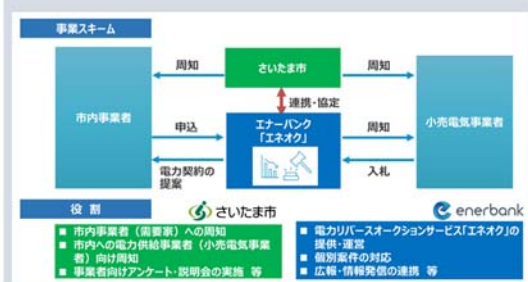 事業スキーム
周知
さいたま市
周知
連携・協定
市内事業者
申込
エナーバンク
「エネオク」
周知
小売電気事業者
電力契約の
提案
入札
役 割
さいたま市
enerbank
■ 市内事業者（需要家）への周知
■ 市内への電力供給事業者（小売電気事業
者）向け周知
■ 事業者向けアンケート・説明会の実施 等
■ 電力リバースオークションサービス「エネオク」の
提供・運営
■ 個別案件の対応
■ 広報・情報発信の連携 等